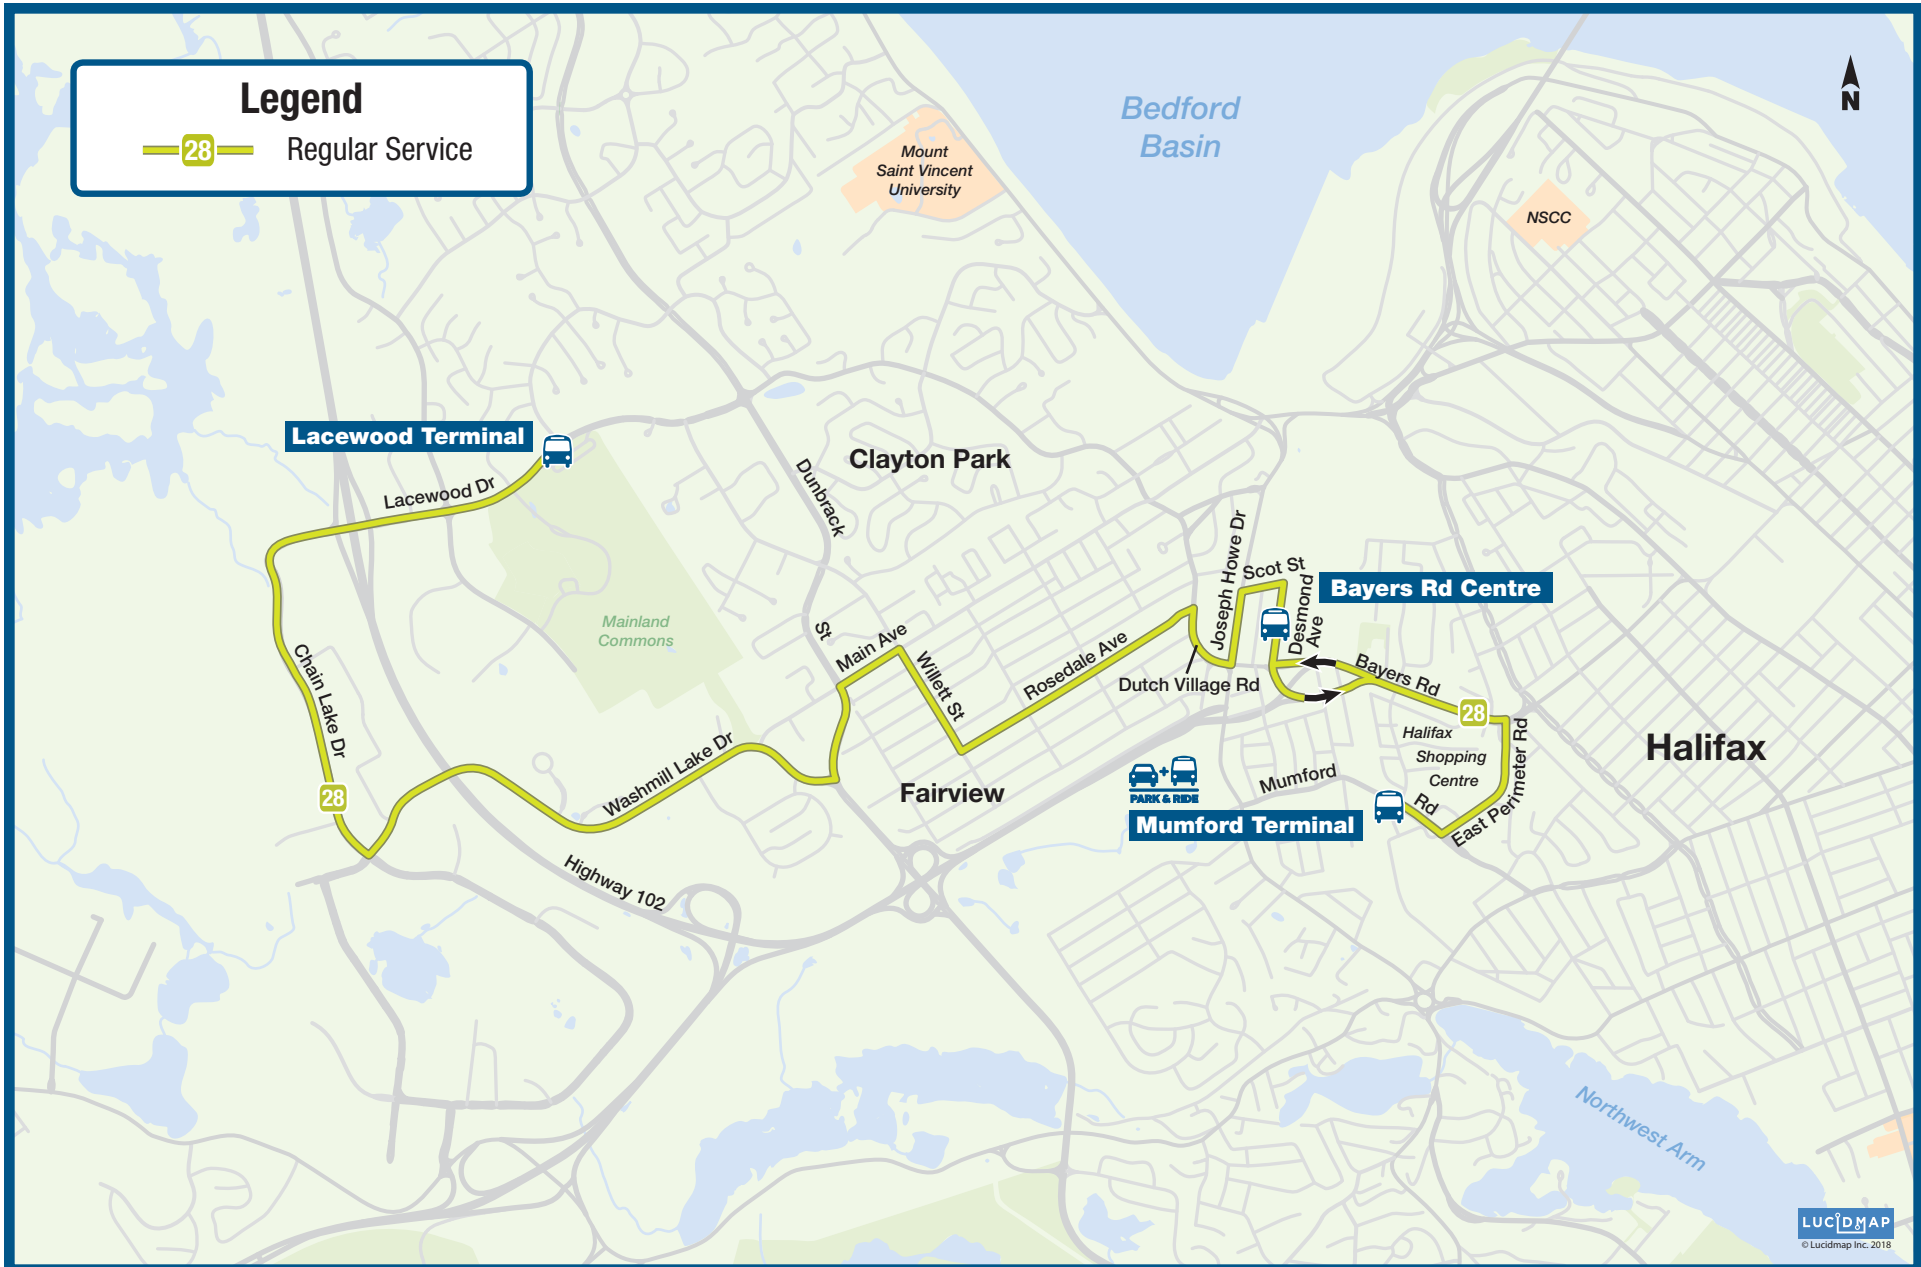 Legend
28 Regular Service
N
Bedford
Basin
Mount
Saint Vincent
University
NSCC
Lacewood Terminal
Lacewood Dr
Clayton Park
Dunbrack
St
Mainland
Commons
Main Ave
Willett St
Rosedale Ave
Dutch Village Rd
Joseph Howe Dr
Scot St
Desmond
Ave
Bayers Rd Centre
Bayers Rd
28
Halifax
Shopping
Centre
East Perimeter Rd
Halifax
Chain Lake Dr
28
Washmill Lake Dr
Fairview
Mumford
Rd
+
PARK & RIDE
Mumford Terminal
Highway 102
Northwest Arm
LUCIDMAP
© Lucidmap Inc. 2018